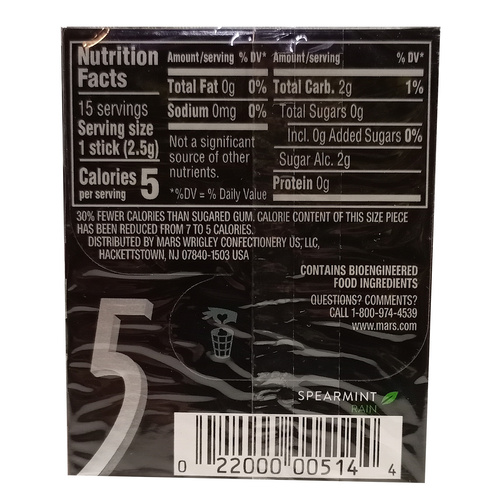 Nutrition
Facts
15 servings
Serving size
1 stick (2.5g)
Calories 5
per serving
Amount/serving % DV*
Total Fat 0g 0%
Sodium 0mg 0%
Not a significant
source of other
nutrients.
*%DV = % Daily Value
Amount/serving % DV*
Total Carb. 2g 1%
Total Sugars 0g
Incl. 0g Added Sugars 0%
Sugar Alc. 2g
Protein 0g
30% FEWER CALORIES THAN SUGARED GUM. CALORIE CONTENT OF THIS SIZE PIECE
HAS BEEN REDUCED FROM 7 TO 5 CALORIES.
DISTRIBUTED BY MARS WRIGLEY CONFECTIONERY US, LLC,
HACKETTSTOWN, NJ 07840-1503 USA
CONTAINS BIOENGINEERED
FOOD INGREDIENTS
QUESTIONS? COMMENTS?
CALL 1-800-974-4539
www.mars.com
5
SPEARMINT
RAIN
0 22000 00514 4